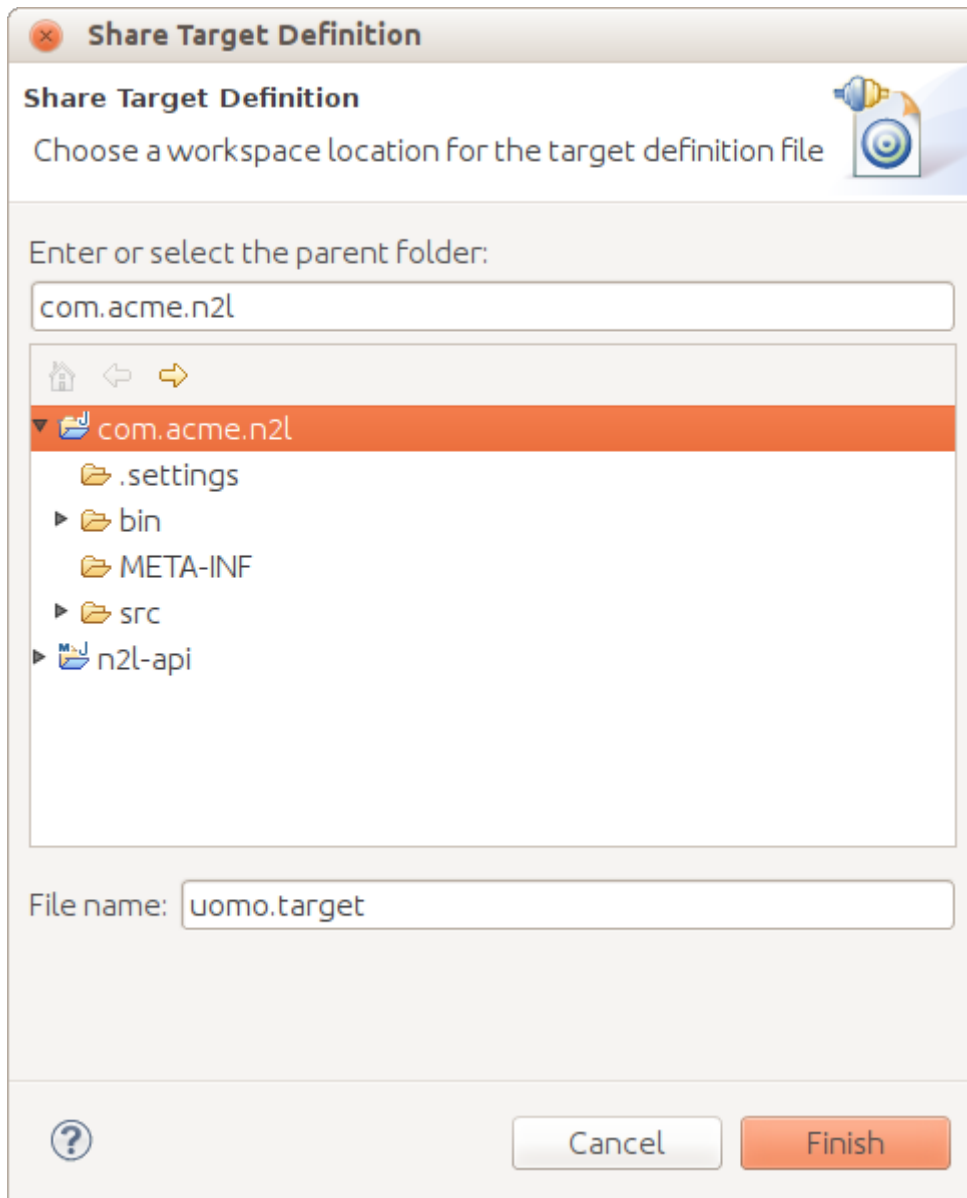 Share Target Definition
Share Target Definition
Choose a workspace location for the target definition file
Enter or select the parent folder:
com.acme.n2l
com.acme.n2l
.settings
bin
META-INF
src
n2l-api
File name: uomo.target
Cancel Finish